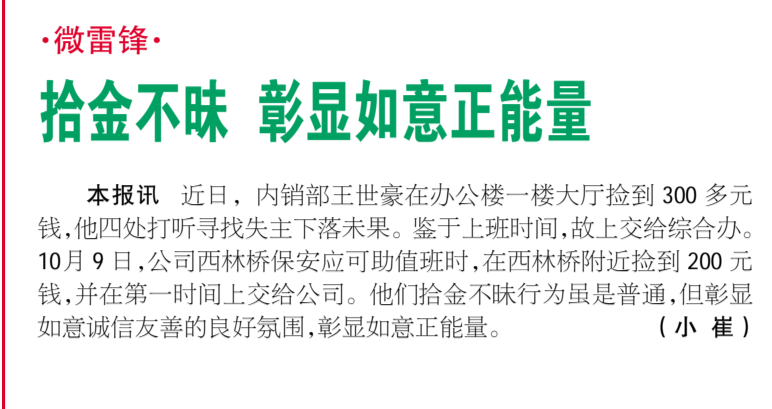 ·微雷锋·
拾金不昧 彰显如意正能量
本报讯 近日，内销部王世豪在办公楼一楼大厅捡到 300 多元
钱,他四处打听寻找失主下落未果。鉴于上班时间,故上交给综合办。
10月 9 日,公司西林桥保安应可助值班时,在西林桥附近捡到 200 元
钱,并在第一时间上交给公司。他们拾金不昧行为虽是普通,但彰显
如意诚信友善的良好氛围,彰显如意正能量。 （小 崔）